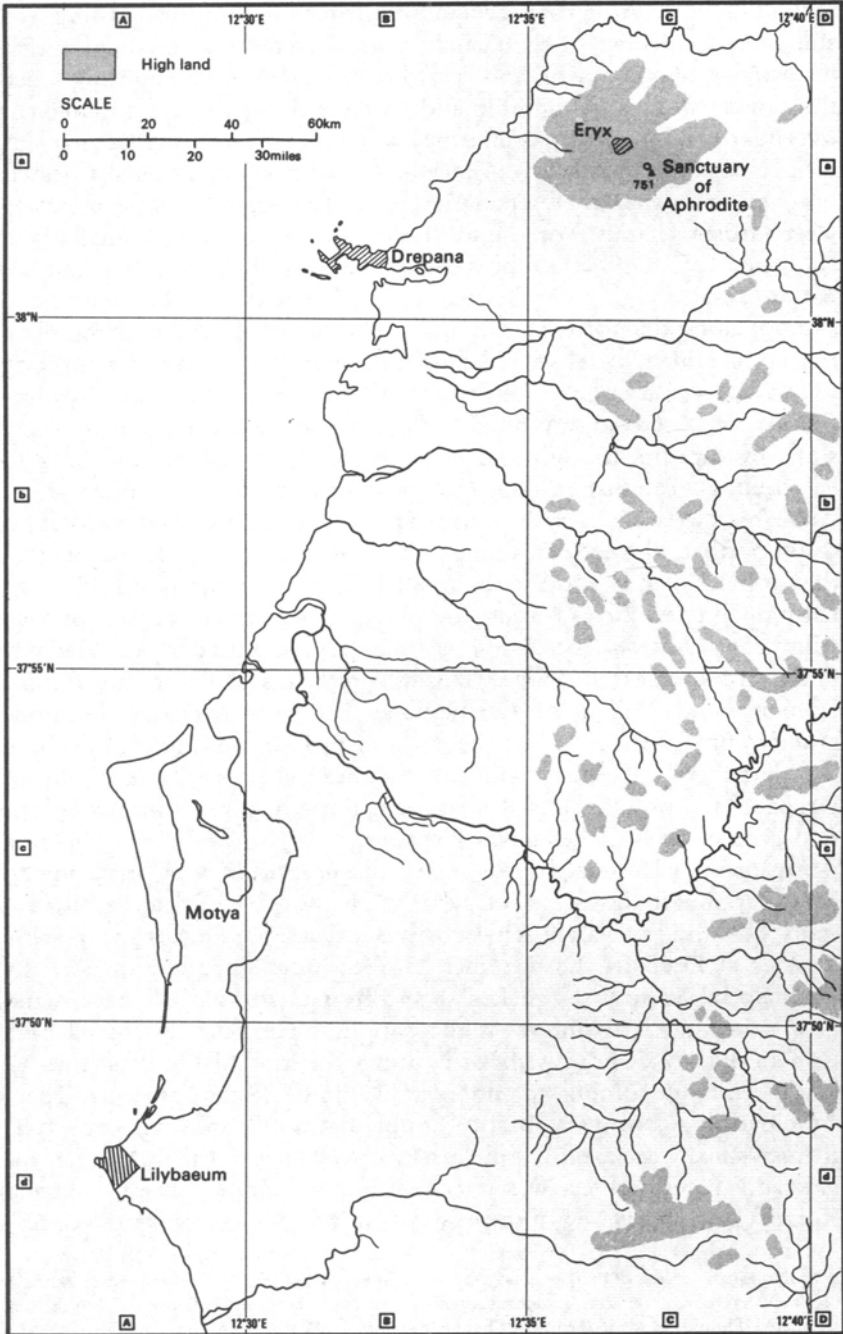 A 12°30'E B 12°35'E C 12°40'E D
High land
SCALE
0 20 20 40 60km
0 10 20 30miles
Eryx
a a
Sanctuary
751 of
Aphrodite
Drepana
38°N 38°N
b b
37°55'N 37°55'N
c c
Motya
37°50'N 37°50'N
Lilybaeum
d d
A 12°30'E B 12°35'E C 12°40'E D